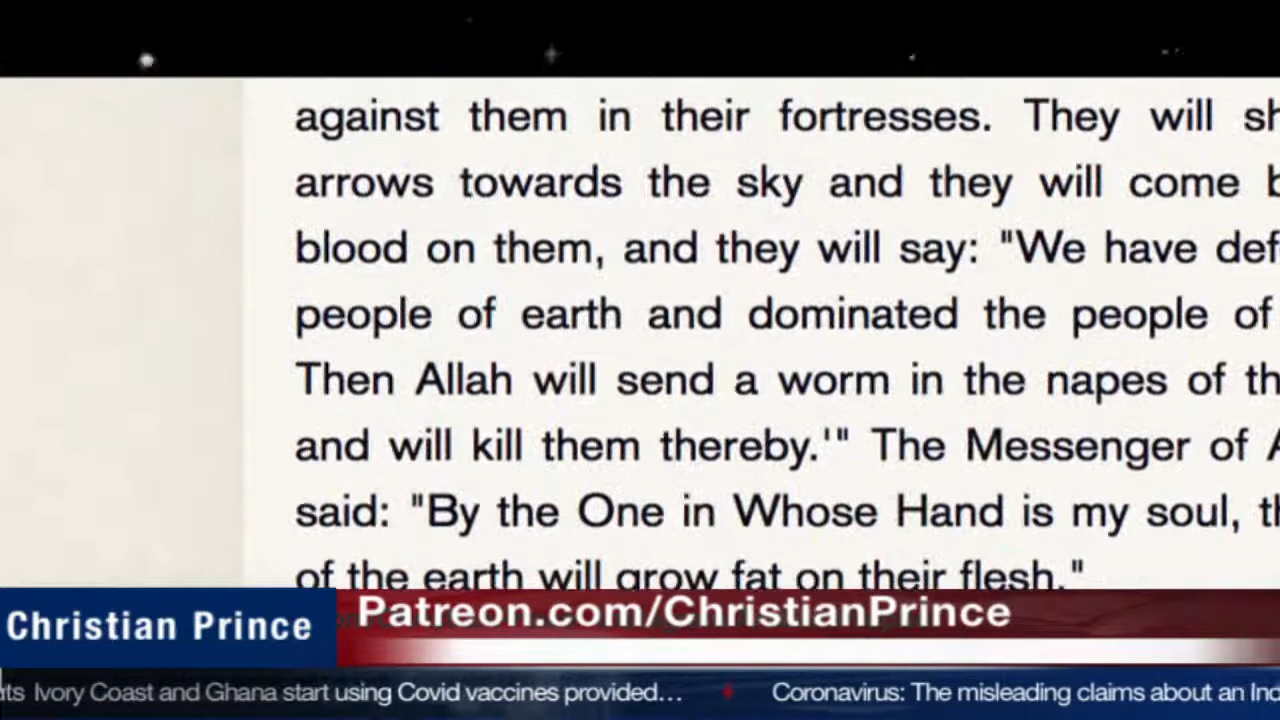 against them in their fortresses. They will sh
arrows towards the sky and they will come b
blood on them, and they will say: "We have def
people of earth and dominated the people of
Then Allah will send a worm in the napes of th
and will kill them thereby.'" The Messenger of A
said: "By the One in Whose Hand is my soul, th
of the earth will grow fat on their flesh."
Christian Prince
Patreon.com/ChristianPrince
nts Ivory Coast and Ghana start using Covid vaccines provided… Coronavirus: The misleading claims about an Ind